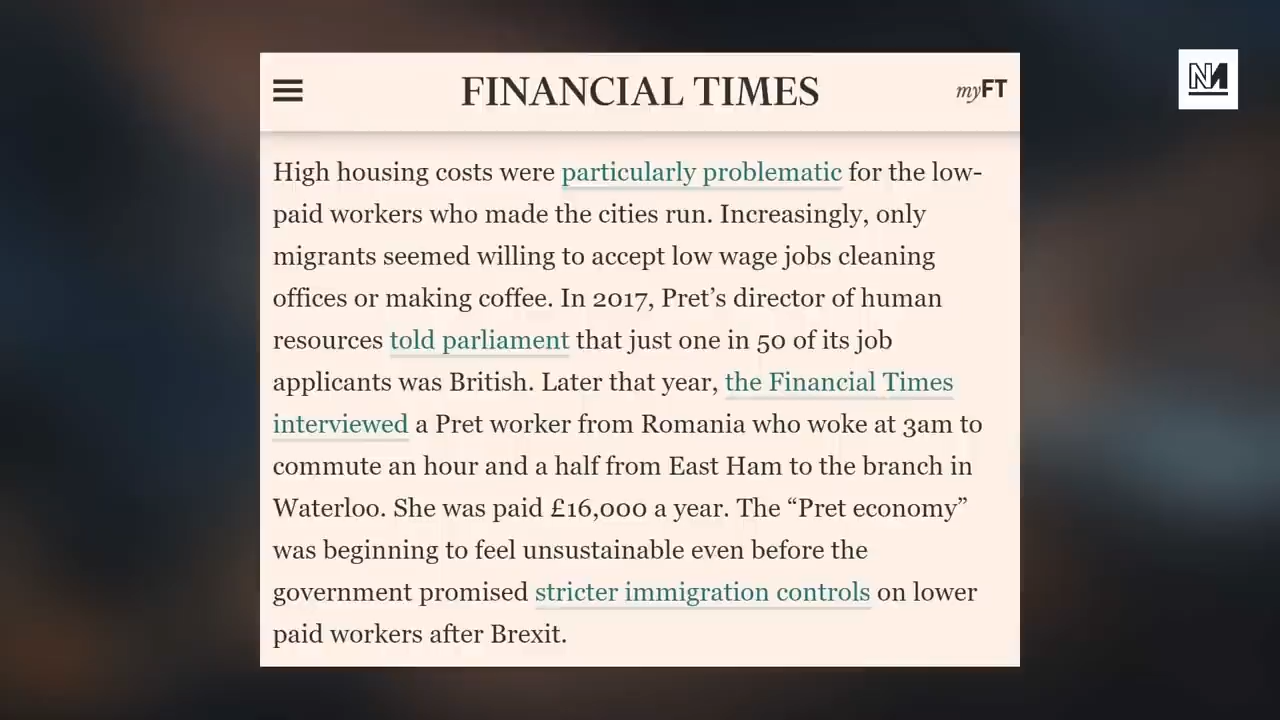 FINANCIAL TIMES
myFT
NM
High housing costs were particularly problematic for the low-
paid workers who made the cities run. Increasingly, only
migrants seemed willing to accept low wage jobs cleaning
offices or making coffee. In 2017, Pret’s director of human
resources told parliament that just one in 50 of its job
applicants was British. Later that year, the Financial Times
interviewed a Pret worker from Romania who woke at 3am to
commute an hour and a half from East Ham to the branch in
Waterloo. She was paid £16,000 a year. The “Pret economy”
was beginning to feel unsustainable even before the
government promised stricter immigration controls on lower
paid workers after Brexit.